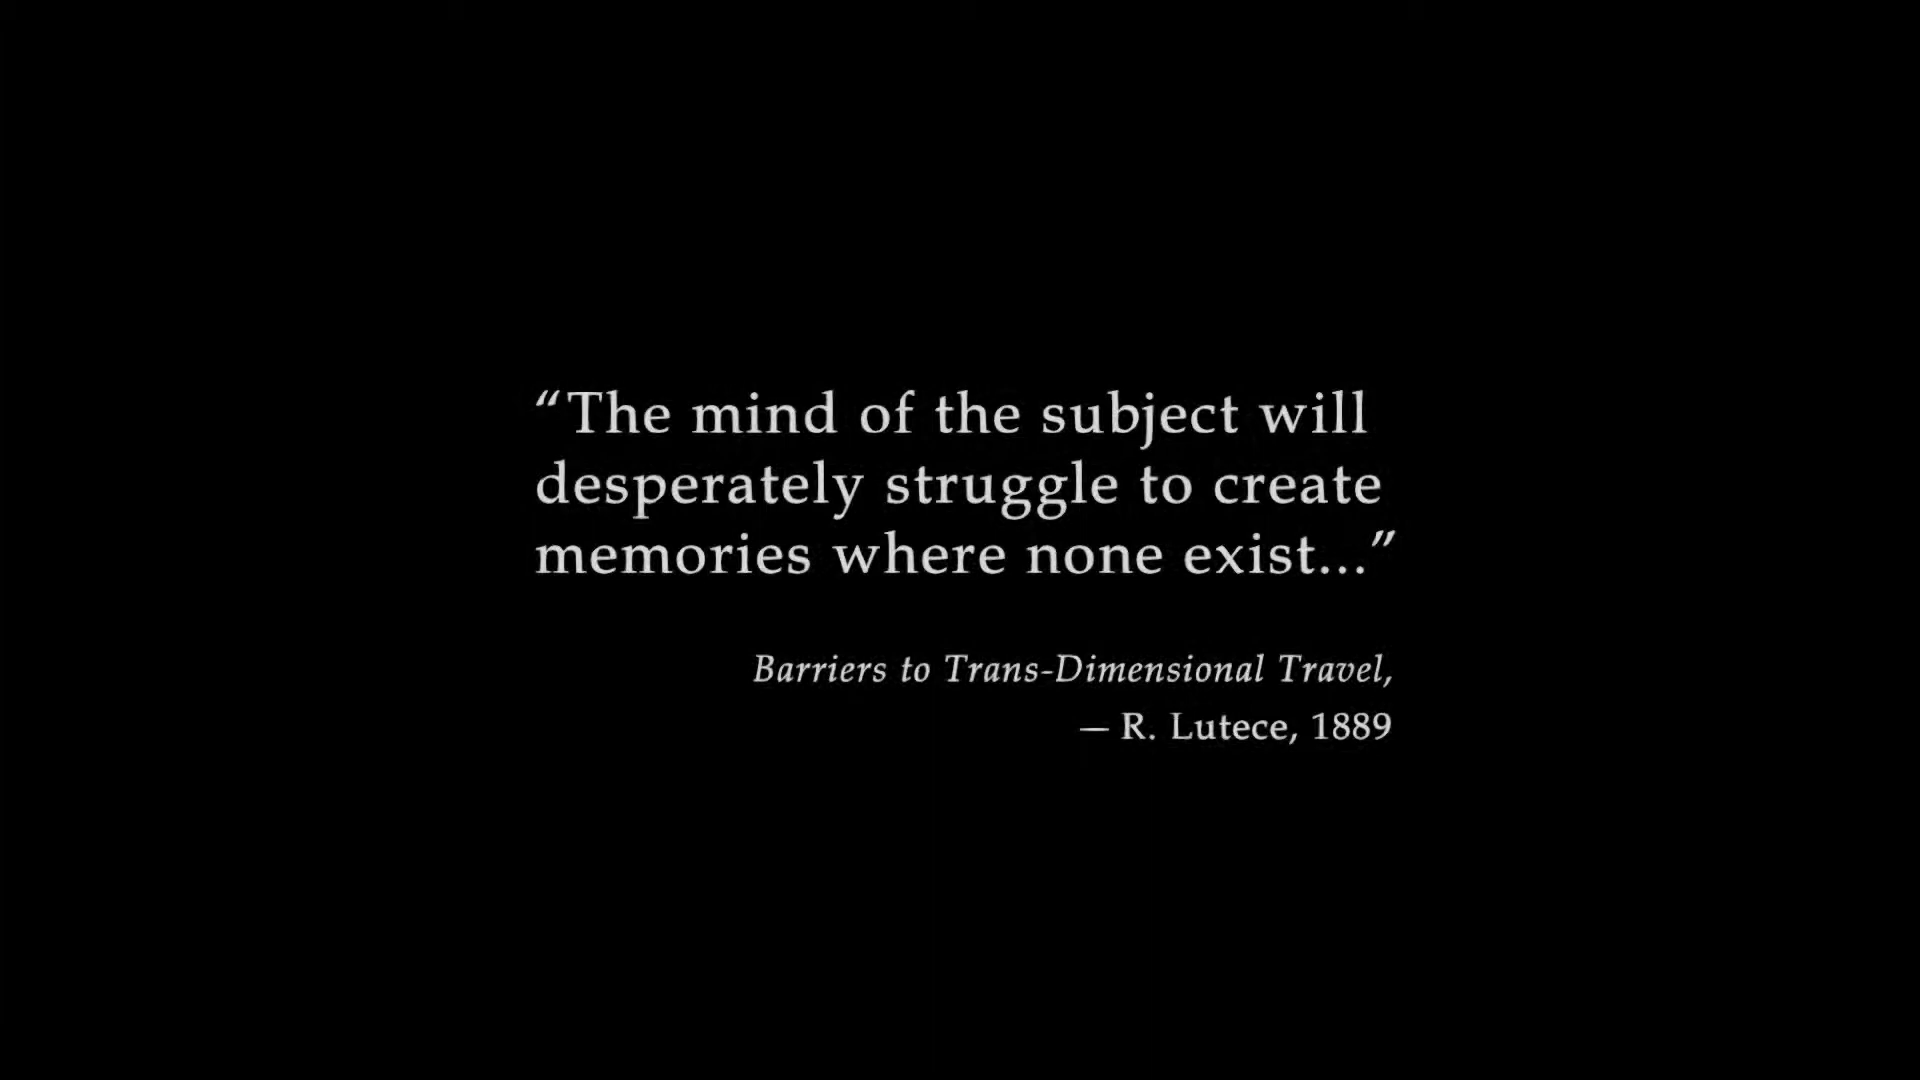 “The mind of the subject will
desperately struggle to create
memories where none exist...”
Barriers to Trans-Dimensional Travel,
— R. Lutece, 1889